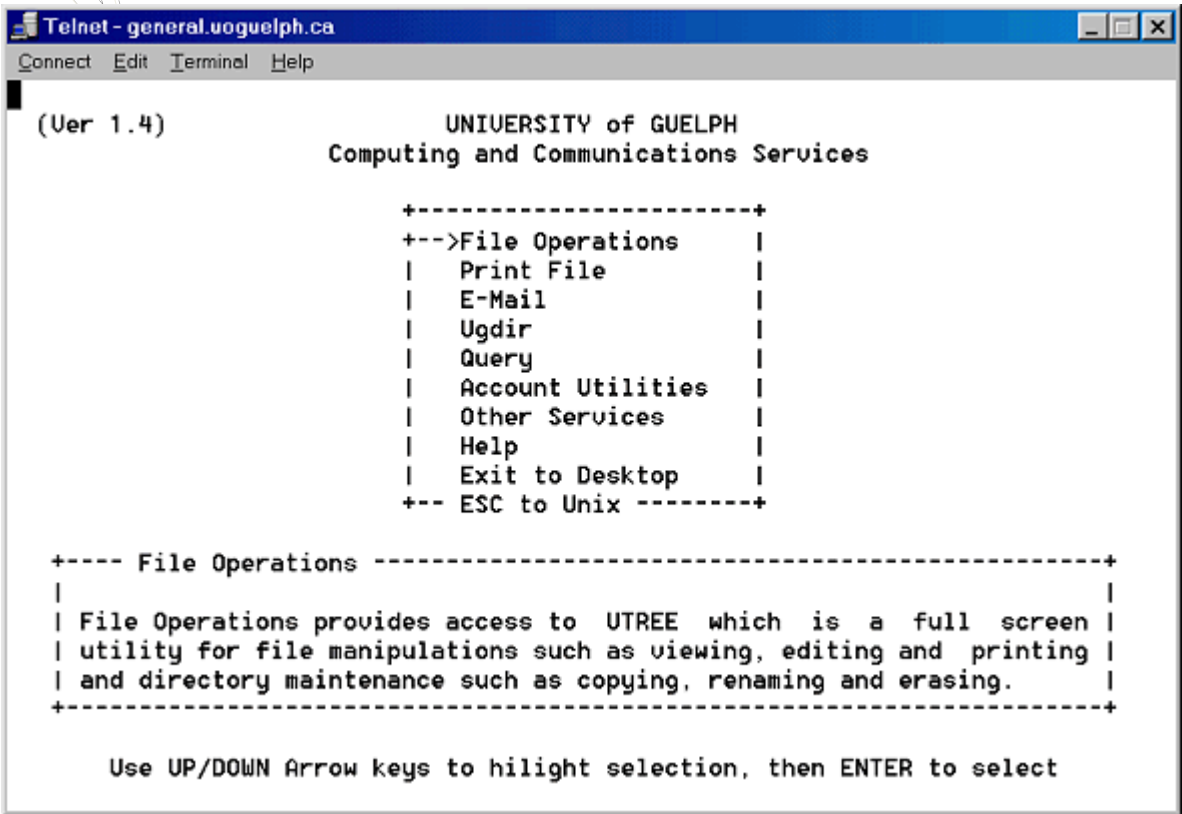 Telnet - general.uoguelph.ca
Connect Edit Terminal Help
(Ver 1.4) UNIVERSITY of GUELPH
Computing and Communications Services
+------------------------+
+-->File Operations |
| Print File |
| E-Mail |
| Ugdir |
| Query |
| Account Utilities |
| Other Services |
| Help |
| Exit to Desktop |
+-- ESC to Unix --------+
+---- File Operations --------------------------------------------------+
| |
| File Operations provides access to UTREE which is a full screen |
| utility for file manipulations such as viewing, editing and printing |
| and directory maintenance such as copying, renaming and erasing. |
+-----------------------------------------------------------------------+
Use UP/DOWN Arrow keys to hilight selection, then ENTER to select